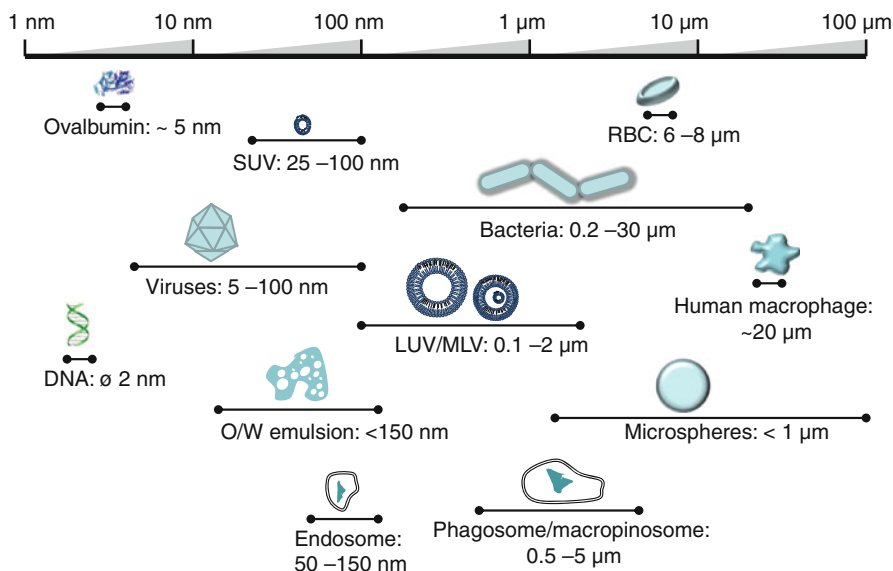 1 nm 10 nm 100 nm 1 µm 10 µm 100 µm
Ovalbumin: ~ 5 nm
SUV: 25 –100 nm
RBC: 6 –8 µm
Bacteria: 0.2 –30 µm
Viruses: 5 –100 nm
Human macrophage:
~20 µm
LUV/MLV: 0.1 –2 µm
DNA: ø 2 nm
O/W emulsion: <150 nm
Microspheres: < 1 µm
Endosome:
50 –150 nm
Phagosome/macropinosome:
0.5 –5 µm